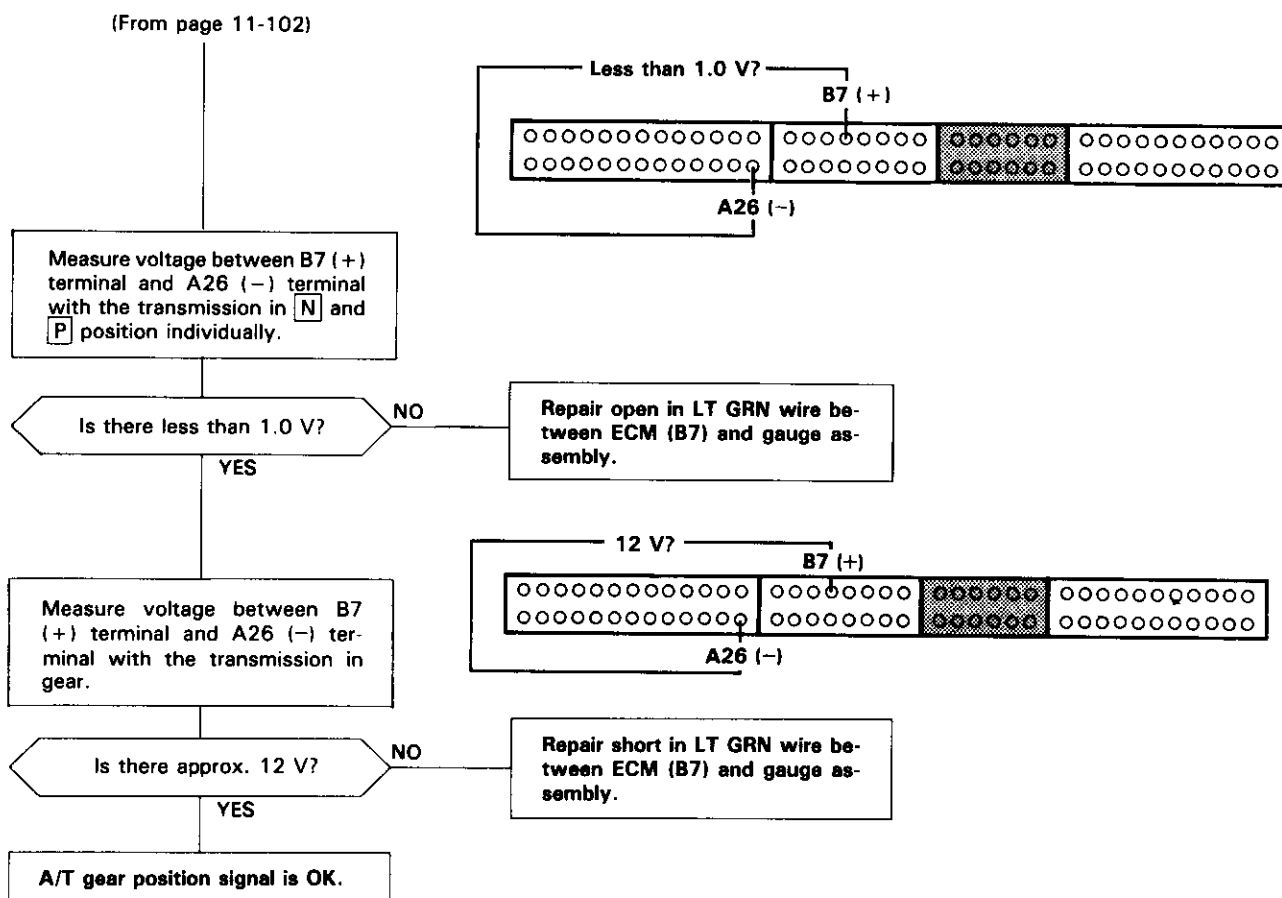 (From page 11-102)
Less than 1.0 V?
B7 (+)
A26 (−)
Measure voltage between B7 (+)
terminal and A26 (−) terminal
with the transmission in N and
P position individually.
Is there less than 1.0 V?
NO
Repair open in LT GRN wire be-
tween ECM (B7) and gauge as-
sembly.
YES
12 V?
B7 (+)
A26 (−)
Measure voltage between B7
(+) terminal and A26 (−) ter-
minal with the transmission in
gear.
Is there approx. 12 V?
NO
Repair short in LT GRN wire be-
tween ECM (B7) and gauge as-
sembly.
YES
A/T gear position signal is OK.